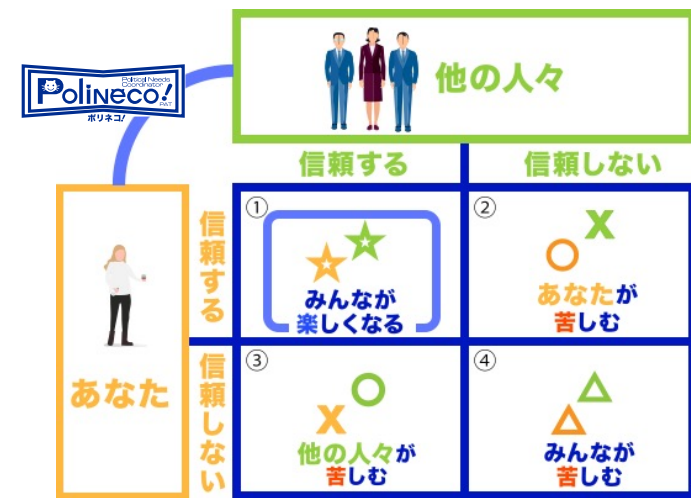 Polineco!
Political Needs
Coordinator
PAT
ポリネコ!
他の人々
信頼する
信頼しない
あなた
信頼する
信頼しない
①
みんなが
楽しくなる
②
あなたが
苦しむ
③
他の人々が
苦しむ
④
みんなが
苦しむ